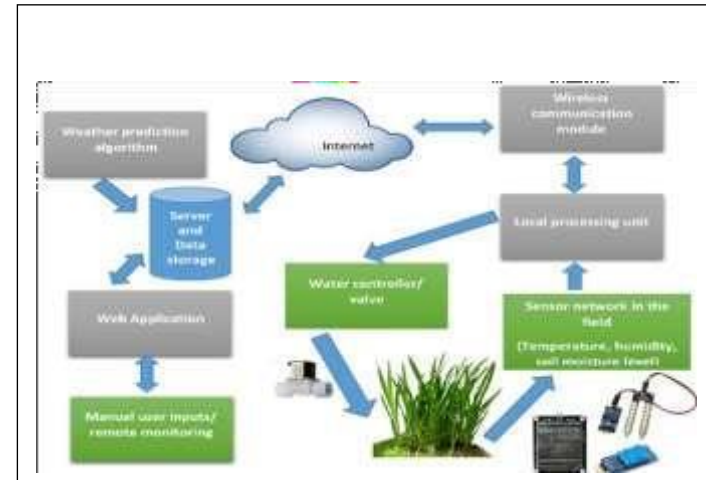 Weather prediction
algorithm
Internet
Wireless
communication
module
Server
and
Data
storage
Local processing unit
Water controller/
valve
Web Application
Sensor network in the
field
(Temperature, humidity,
soil moisture level)
Manual user inputs/
remote monitoring